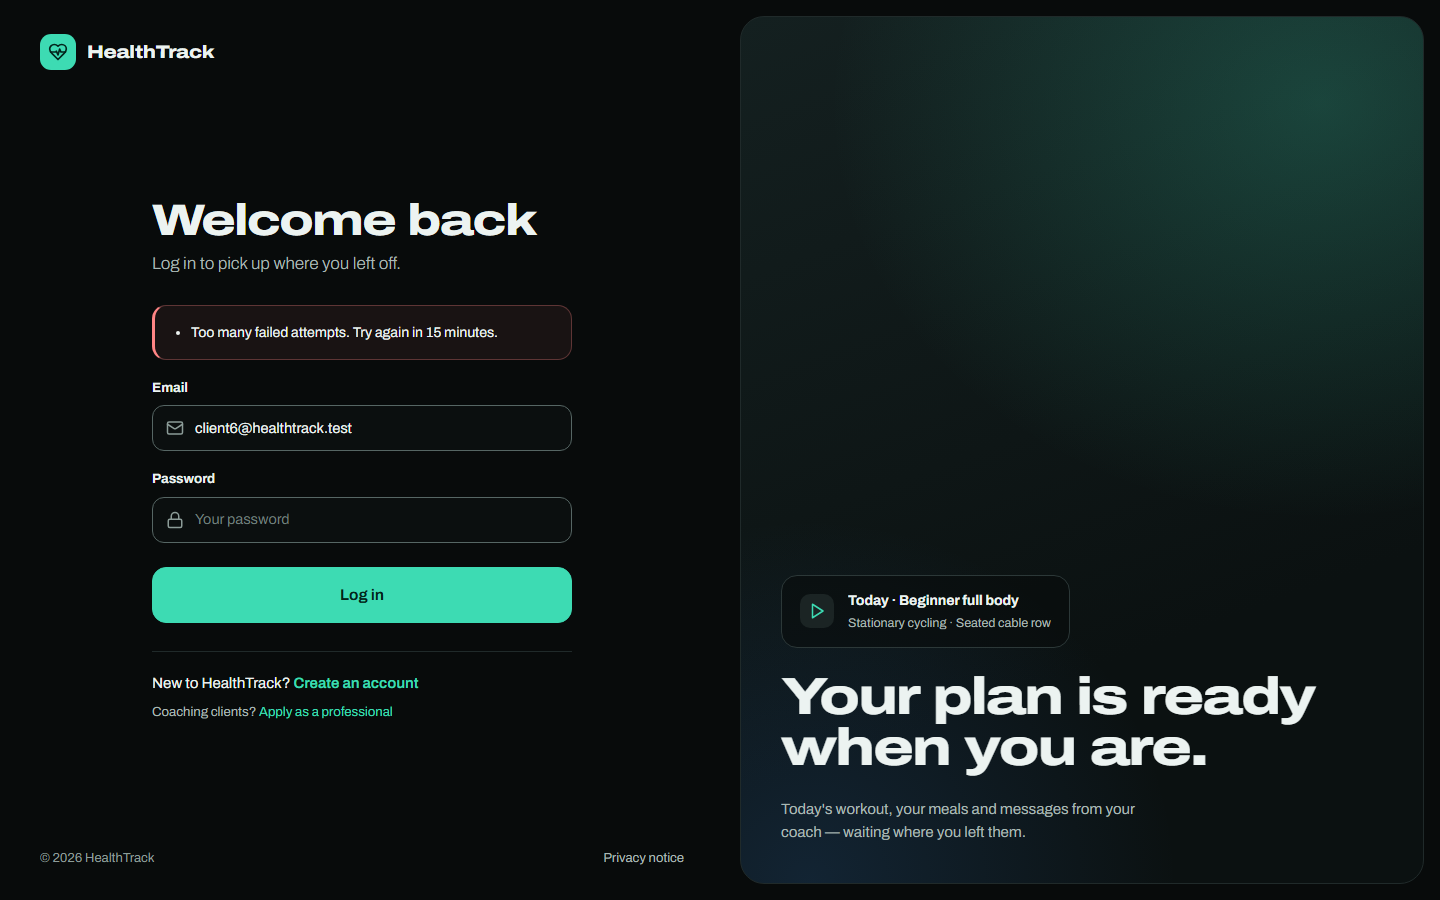 HealthTrack
Welcome back
Log in to pick up where you left off.
• Too many failed attempts. Try again in 15 minutes.
Email
client6@healthtrack.test
Password
Your password
Log in
New to HealthTrack? Create an account
Coaching clients? Apply as a professional
© 2026 HealthTrack
Privacy notice
Today · Beginner full body
Stationary cycling · Seated cable row
Your plan is ready
when you are.
Today's workout, your meals and messages from your
coach — waiting where you left them.